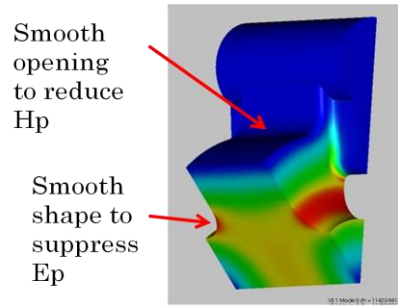 Smooth
opening
to reduce
Hp
Smooth
shape to
suppress
Ep